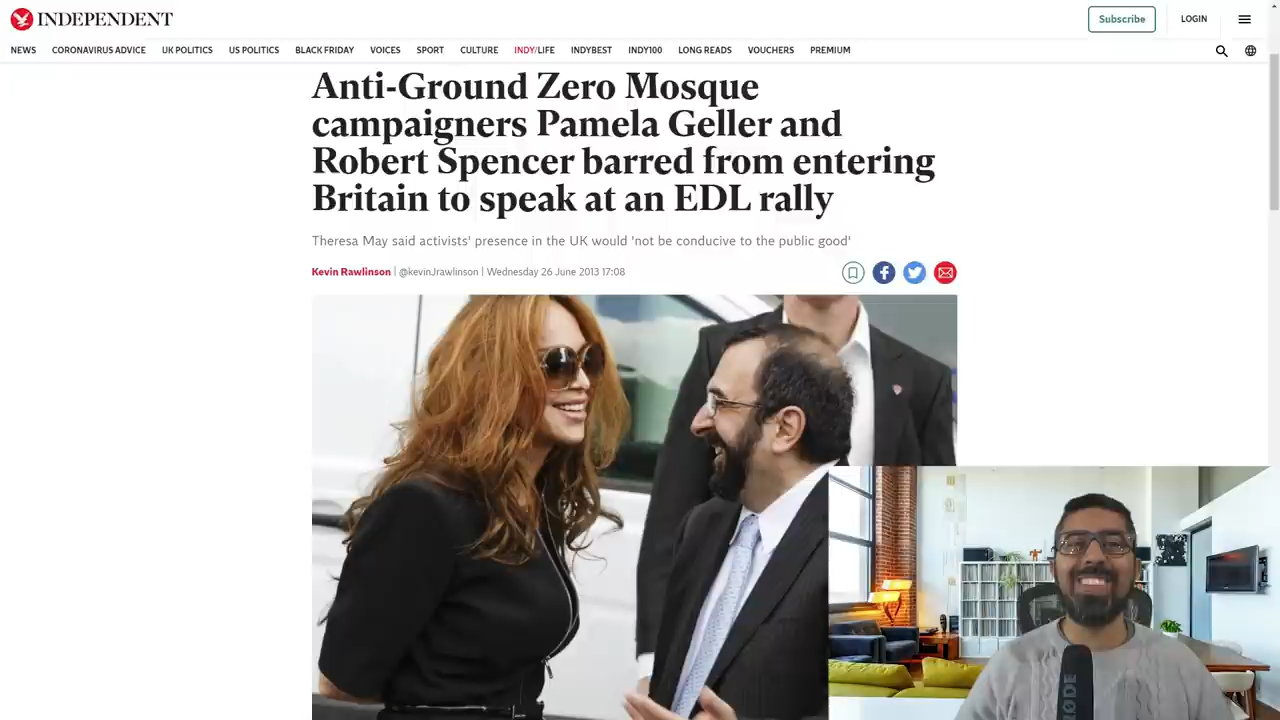 INDEPENDENT
Subscribe
LOGIN
NEWS CORONAVIRUS ADVICE UK POLITICS US POLITICS BLACK FRIDAY VOICES SPORT CULTURE INDY/LIFE INDYBEST INDY100 LONG READS VOUCHERS PREMIUM
Anti-Ground Zero Mosque
campaigners Pamela Geller and
Robert Spencer barred from entering
Britain to speak at an EDL rally
Theresa May said activists' presence in the UK would 'not be conducive to the public good'
Kevin Rawlinson | @kevinJrawlinson | Wednesday 26 June 2013 17:08
RØDE